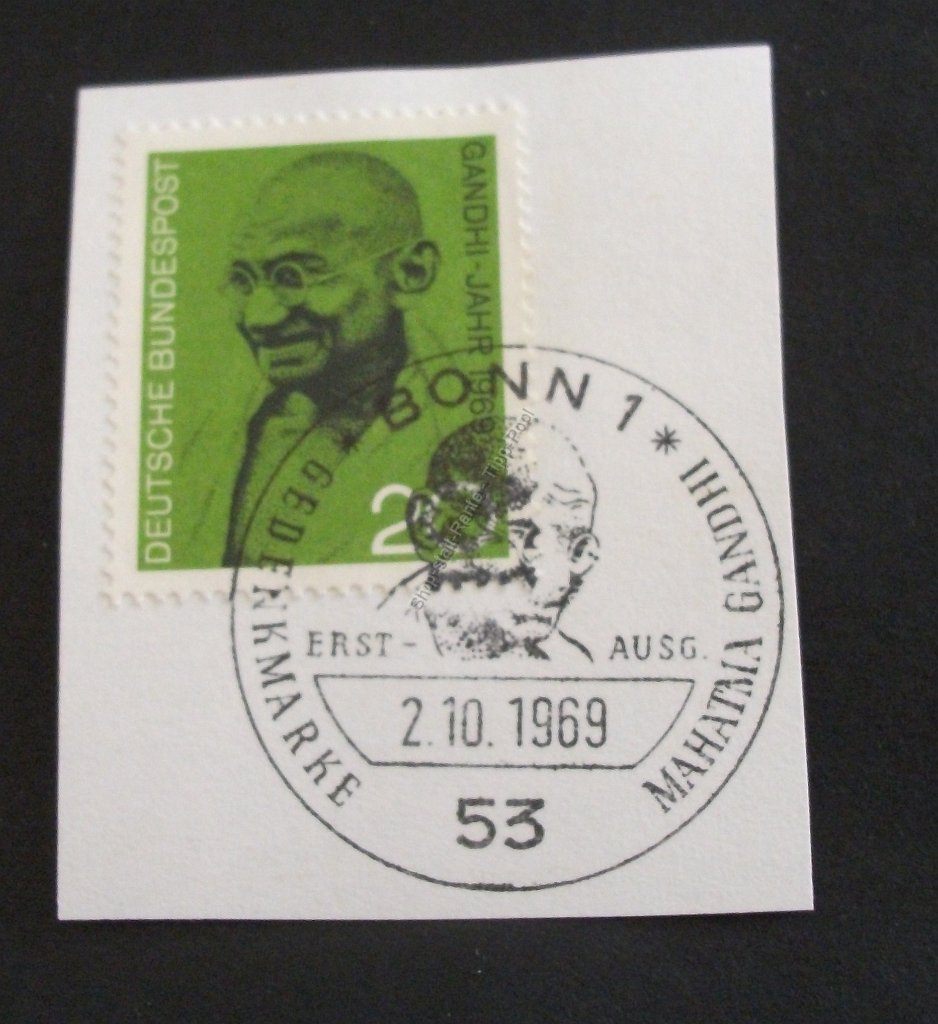 DEUTSCHE BUNDESPOST
GANDHI-JAHR 1969
2
BONN 1
GEDENKMARKE
MAHATMA GANDHI
ERST- AUSG.
2.10.1969
53